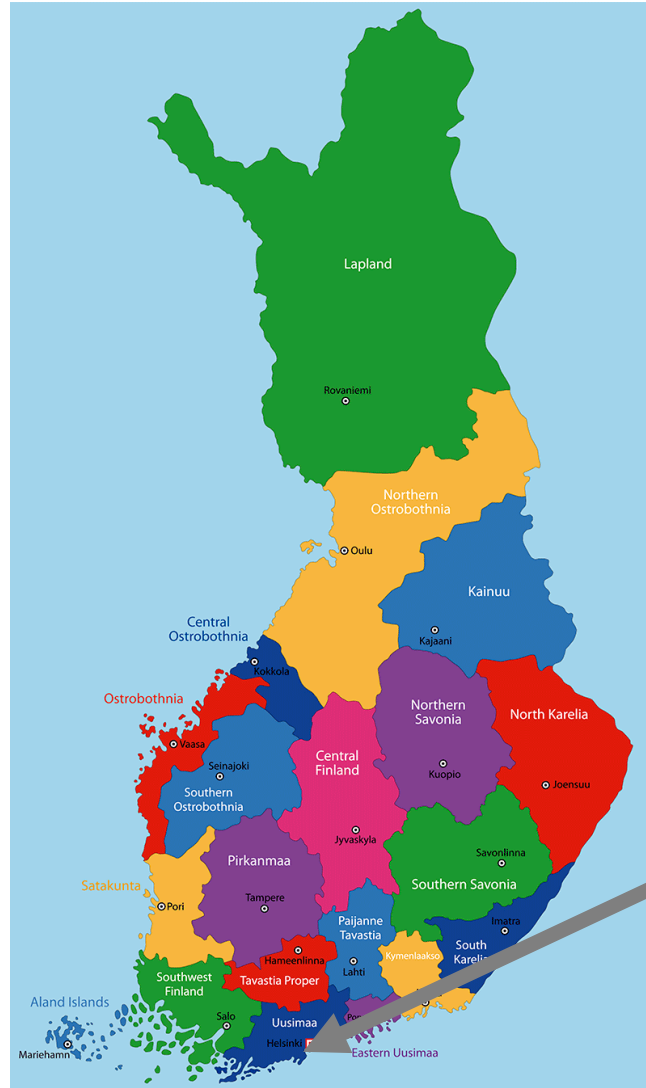 Lapland
Rovaniemi
Northern
Ostrobothnia
Oulu
Kainuu
Kajaani
Central
Ostrobothnia
Kokkola
Ostrobothnia
Vaasa
Northern
Savonia
Kuopio
North Karelia
Joensuu
Central
Finland
Jyvaskyla
Seinajoki
Southern
Ostrobothnia
Pirkanmaa
Tampere
Satakunta
Pori
Savonlinna
Southern Savonia
Imatra
South
Karelia
Paijanne
Tavastia
Lahti
Kymenlaakso
Hameenlinna
Tavastia Proper
Southwest
Finland
Salo
Aland Islands
Mariehamn
Uusimaa
Helsinki
Eastern Uusimaa